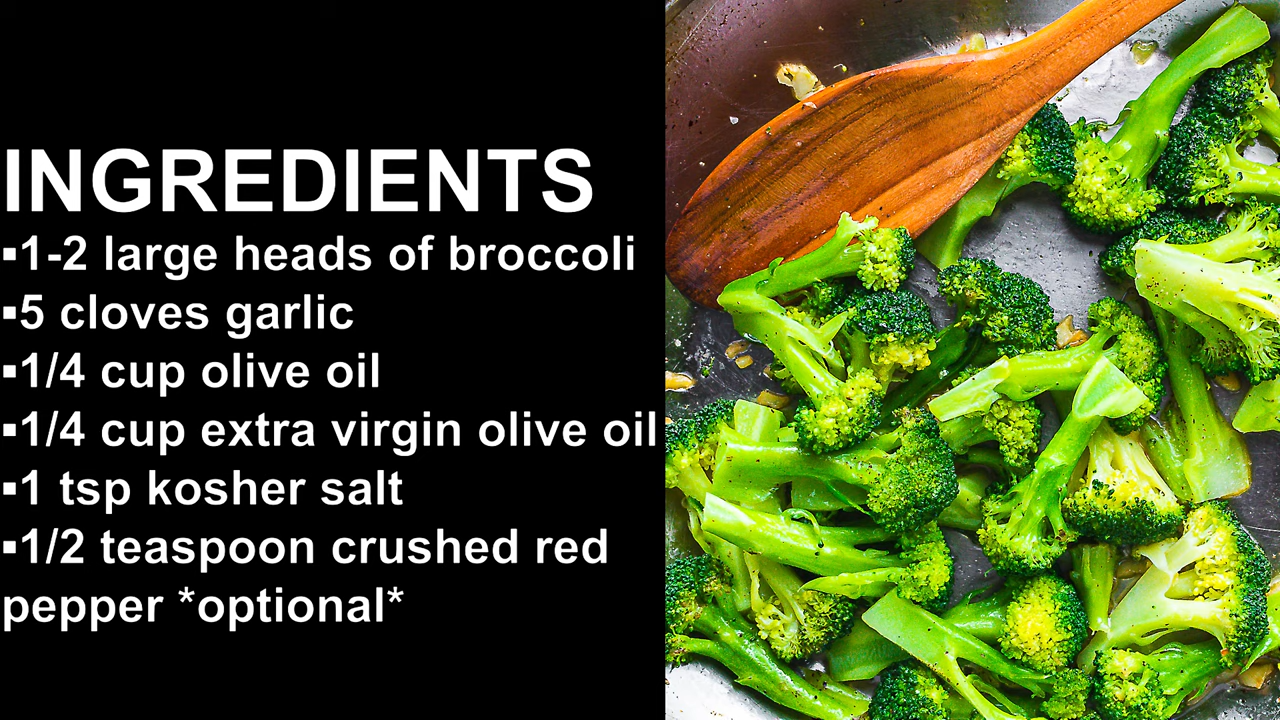 INGREDIENTS
▪1-2 large heads of broccoli
▪5 cloves garlic
▪1/4 cup olive oil
▪1/4 cup extra virgin olive oil
▪1 tsp kosher salt
▪1/2 teaspoon crushed red
pepper *optional*